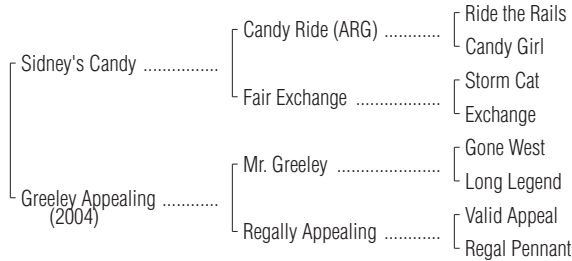 Ride the Rails
Candy Ride (ARG) ............
Candy Girl
Sidney's Candy ................
Storm Cat
Fair Exchange ...................
Exchange
Gone West
Mr. Greeley .......................
Long Legend
Greeley Appealing ............
(2004)
Valid Appeal
Regally Appealing ............
Regal Pennant